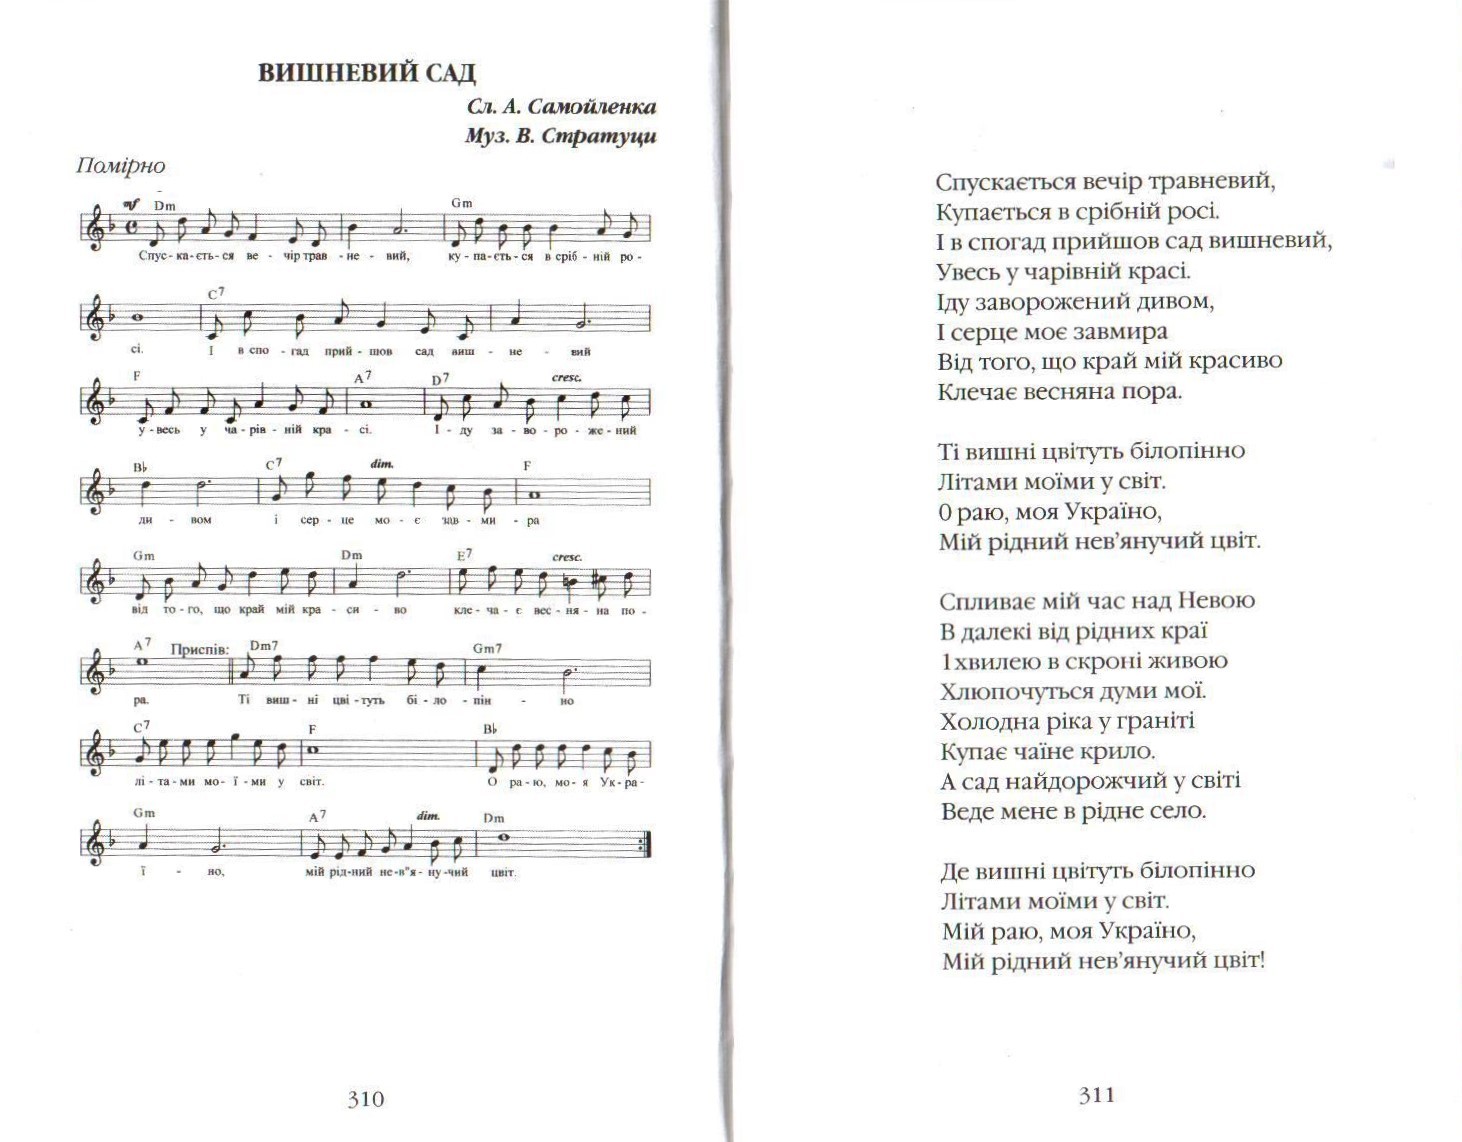 ВИШНЕВИЙ САД
Сл. А. Самойленка
Муз. В. Стратуци
Помірно
mf Dm Gm
Спус-ка-єть-ся ве - чір трав - не - вий, ку - па-єть-ся в сріб - ній ро -
C7
сі. І в спо - гад прий - шов сад виш - не - вий
F A7 D7 cresc.
у - весь у ча - рів - ній кра - сі. І - ду за - во - ро - же - ний
B♭ C7 dim. F
ди - вом і сер - це мо - є зав - ми - ра
Gm Dm E7 cresc.
від то - го, що край мій кра - си - во кле - ча - є вес - ня - на по -
A7 Приспів: Dm7 Gm7
ра. Ті виш - ні цві - туть бі - ло - пін - но
C7 F B♭
лі - та - ми мо - ї - ми у світ. О ра - ю, мо - я Ук - ра -
Gm A7 dim. Dm
ї - но, мій рід-ний не-в"я - ну -чий цвіт.
310
Спускається вечір травневий,
Купається в срібній росі.
І в спогад прийшов сад вишневий,
Увесь у чарівній красі.
Іду заворожений дивом,
І серце моє завмира
Від того, що край мій красиво
Клечає весняна пора.
Ті вишні цвітуть білопінно
Літами моїми у світ.
О раю, моя Україно,
Мій рідний нев'янучий цвіт.
Спливає мій час над Невою
В далекі від рідних краї
1хвилею в скроні живою
Хлюпочуться думи мої.
Холодна ріка у граніті
Купає чаїне крило.
А сад найдорожчий у світі
Веде мене в рідне село.
Де вишні цвітуть білопінно
Літами моїми у світ.
Мій раю, моя Україно,
Мій рідний нев'янучий цвіт!
311